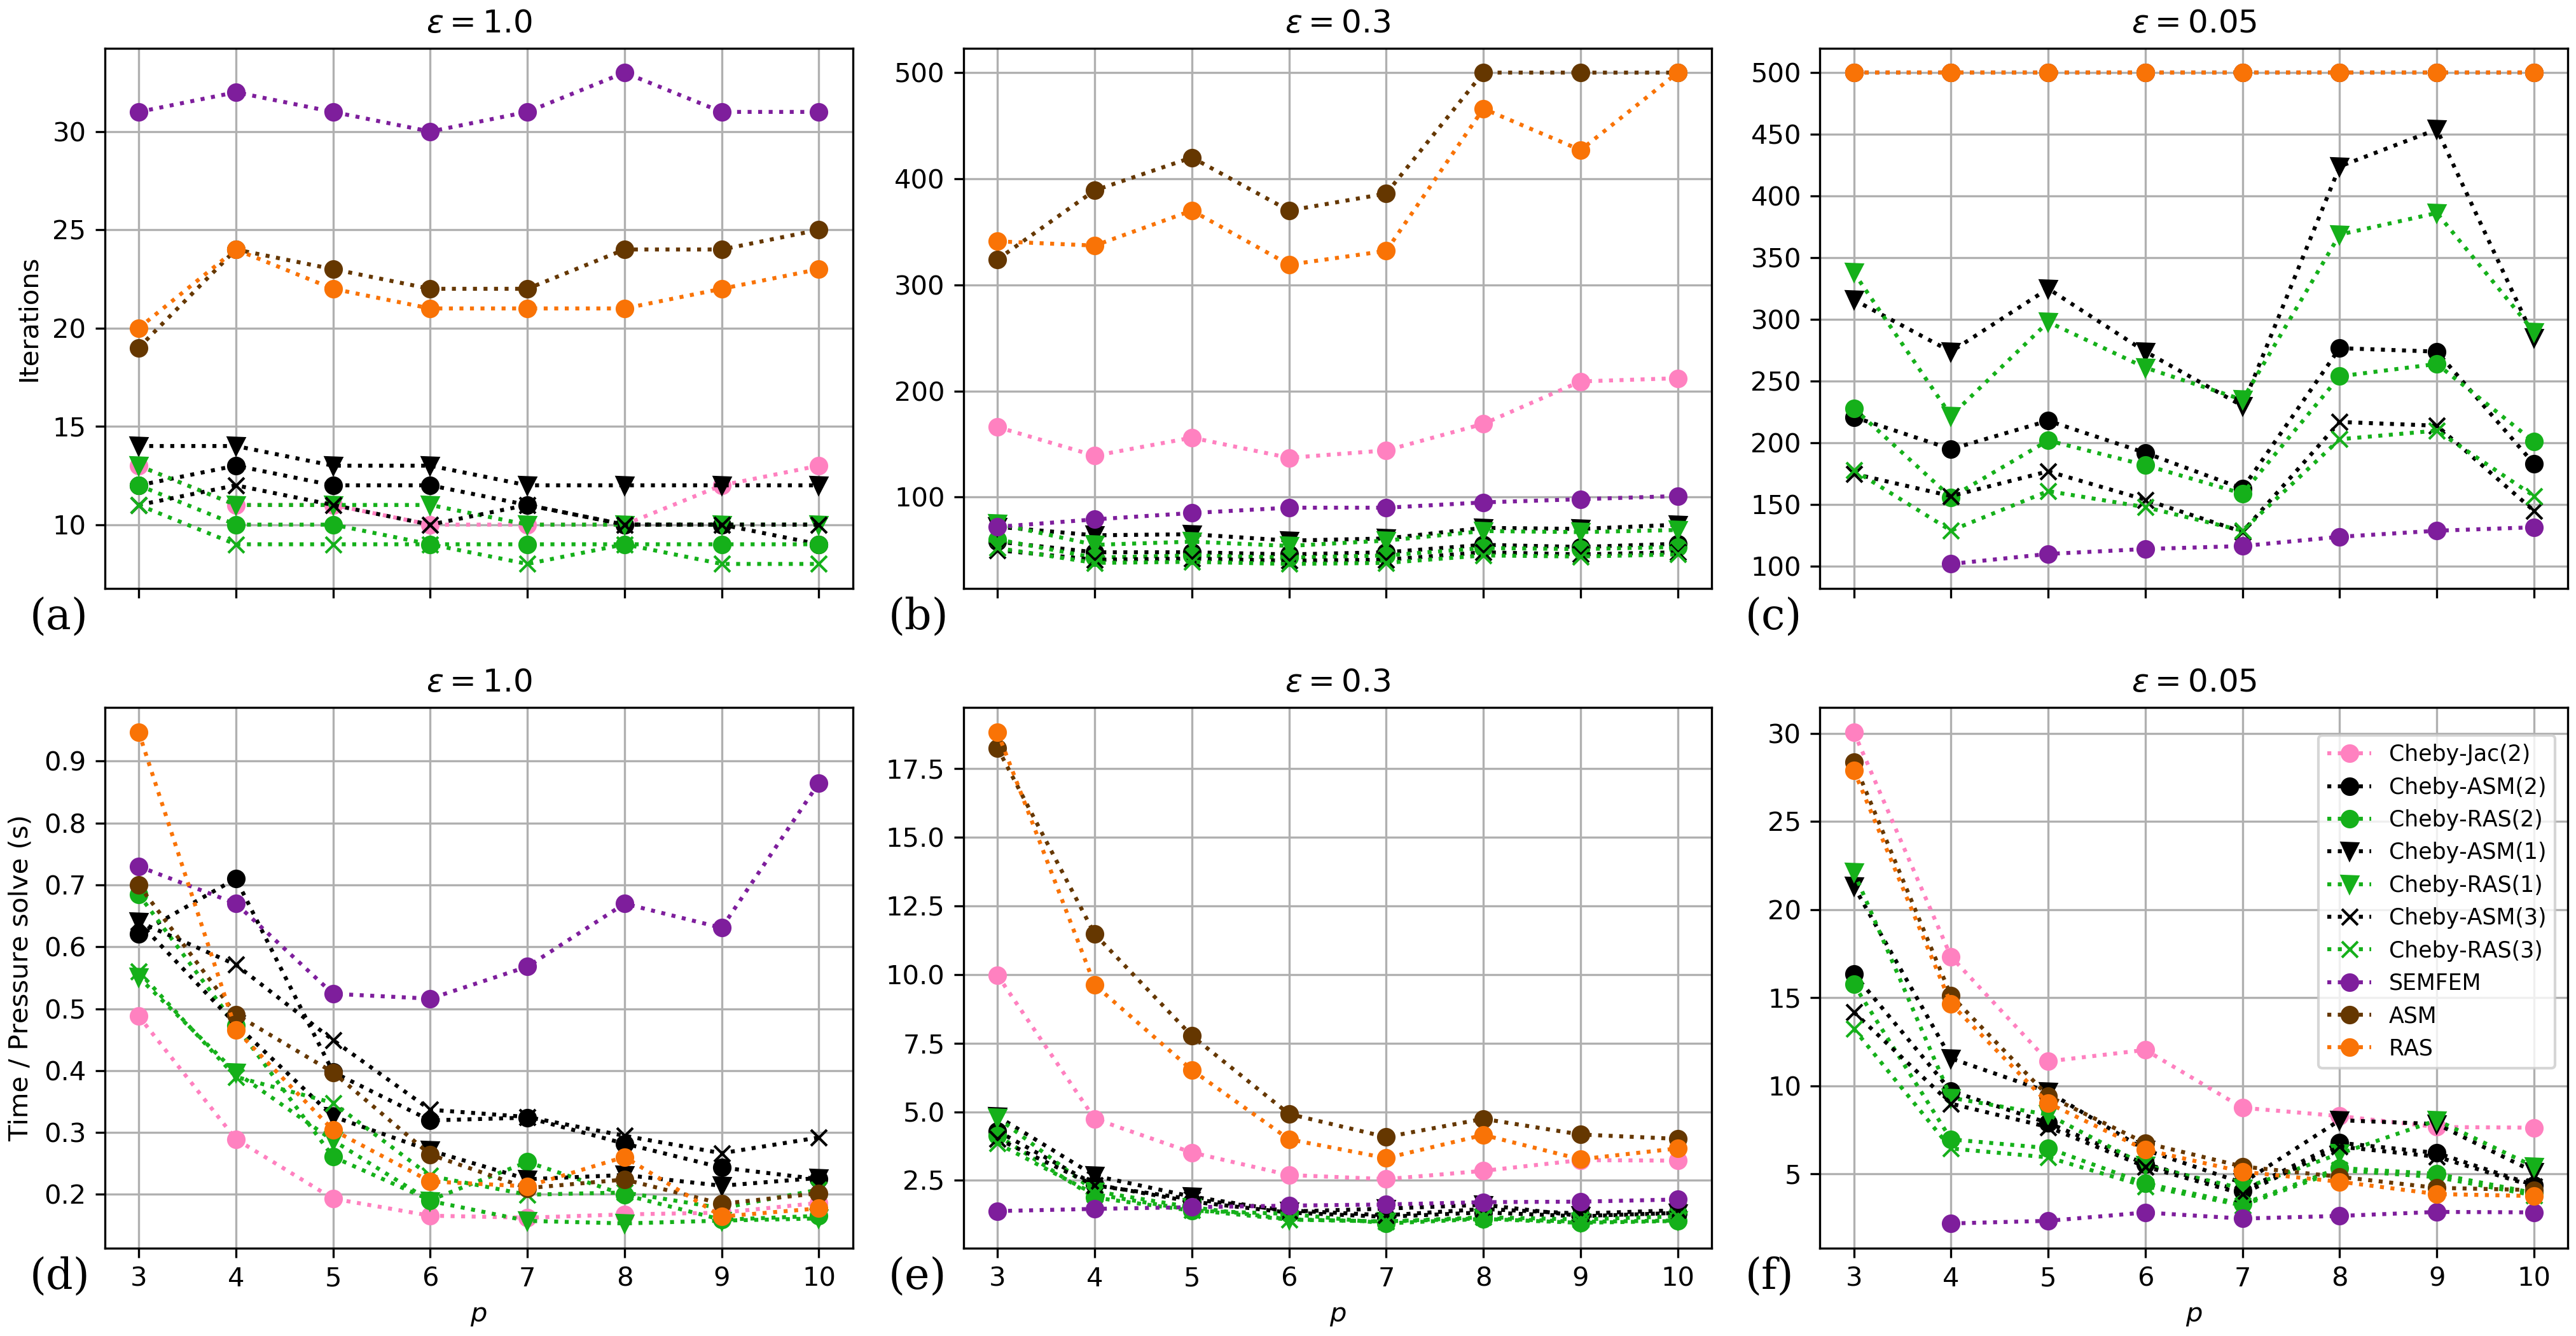 ε = 1.0
ε = 0.3
ε = 0.05
Iterations
30
25
20
15
10
500
400
300
200
100
500
450
400
350
300
250
200
150
100
(a)
(b)
(c)
ε = 1.0
ε = 0.3
ε = 0.05
Time / Pressure solve (s)
0.9
0.8
0.7
0.6
0.5
0.4
0.3
0.2
17.5
15.0
12.5
10.0
7.5
5.0
2.5
30
25
20
15
10
5
Cheby-Jac(2)
Cheby-ASM(2)
Cheby-RAS(2)
Cheby-ASM(1)
Cheby-RAS(1)
Cheby-ASM(3)
Cheby-RAS(3)
SEMFEM
ASM
RAS
(d)
3 4 5 6 7 8 9 10
(e)
3 4 5 6 7 8 9 10
(f)
3 4 5 6 7 8 9 10
p
p
p